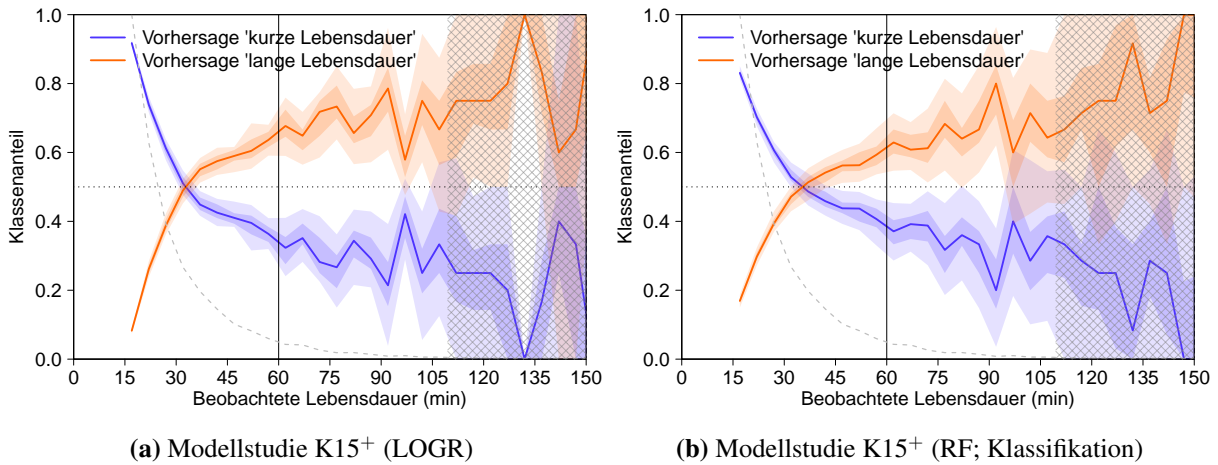 Vorhersage 'kurze Lebensdauer'
Vorhersage 'lange Lebensdauer'
Klassenanteil
1.0
0.8
0.6
0.4
0.2
0.0
0 15 30 45 60 75 90 105 120 135 150
Beobachtete Lebensdauer (min)
(a) Modellstudie K15⁺ (LOGR)
Vorhersage 'kurze Lebensdauer'
Vorhersage 'lange Lebensdauer'
Klassenanteil
1.0
0.8
0.6
0.4
0.2
0.0
0 15 30 45 60 75 90 105 120 135 150
Beobachtete Lebensdauer (min)
(b) Modellstudie K15⁺ (RF; Klassifikation)